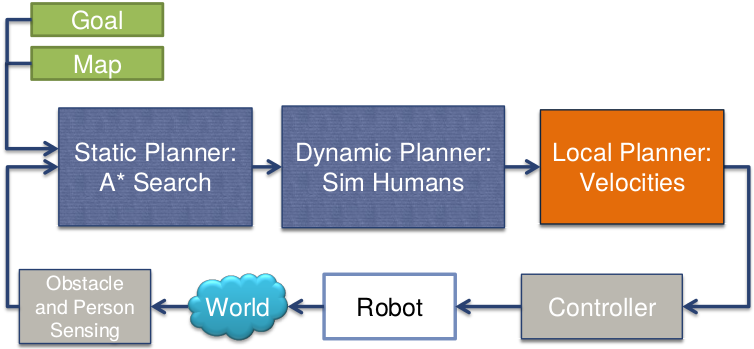 Goal
Map
Static Planner:
A* Search
Dynamic Planner:
Sim Humans
Local Planner:
Velocities
Obstacle
and Person
Sensing
World
Robot
Controller